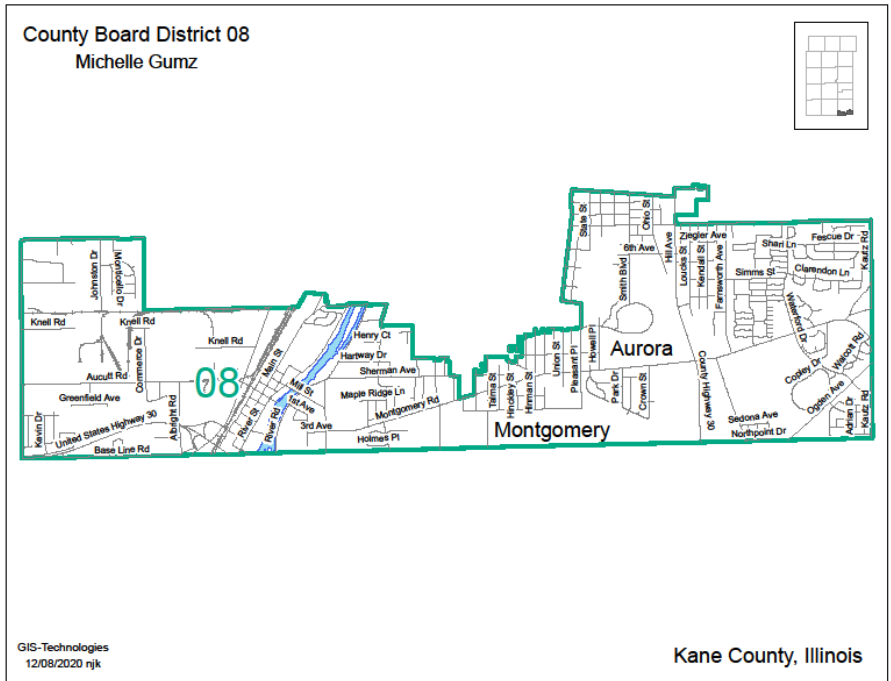 County Board District 08
Michelle Gumz
State St
Ohio St
Hill Ave
6th Ave
Ziegler Ave
Fescue Dr
Kautz Rd
Shari Ln
Loucks St
Kendall St
Farnsworth Ave
Simms St
Clarendon Ln
Johnston Dr
Monticello Dr
Smith Blvd
Waterford Dr
Knell Rd
Knell Rd
Knell Rd
Henry Ct
Hartway Dr
Sherman Ave
Main St
Union St
Pleasant Pl
Howell Pl
Aurora
Walcott Rd
Copley Dr
Commerce Dr
Aucutt Rd
08
Mill St
1st Ave
Maple Ridge Ln
Montgomery Rd
Talma St
Hinckley St
Hinman St
Park Dr
Crown St
County Highway 30
Ogden Ave
Greenfield Ave
Kevin Dr
United States Highway 30
Albright Rd
River St
River Rd
3rd Ave
Holmes Pl
Montgomery
Sedona Ave
Northpoint Dr
Adrian Dr
Kautz Rd
Base Line Rd
GIS-Technologies
12/08/2020 njk
Kane County, Illinois